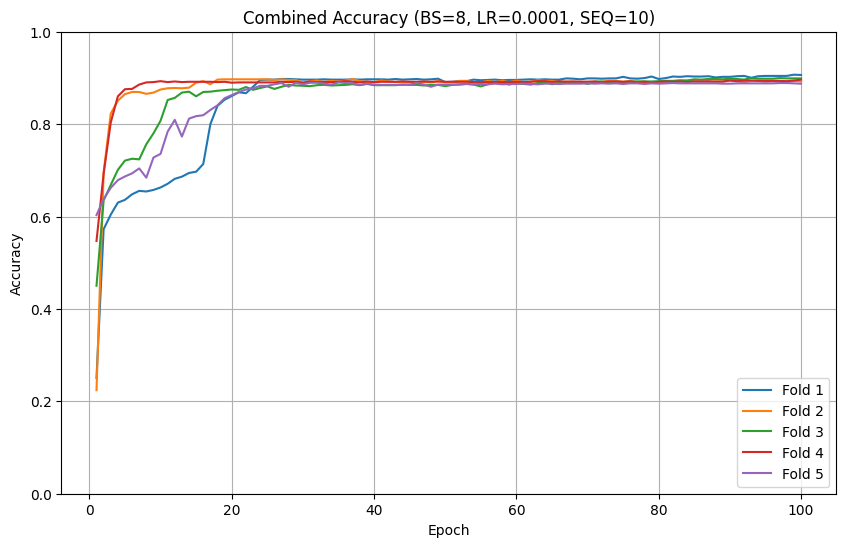 Combined Accuracy (BS=8, LR=0.0001, SEQ=10)
1.0
0.8
0.6
0.4
0.2
0.0
Accuracy
0 20 40 60 80 100
Epoch
Fold 1
Fold 2
Fold 3
Fold 4
Fold 5